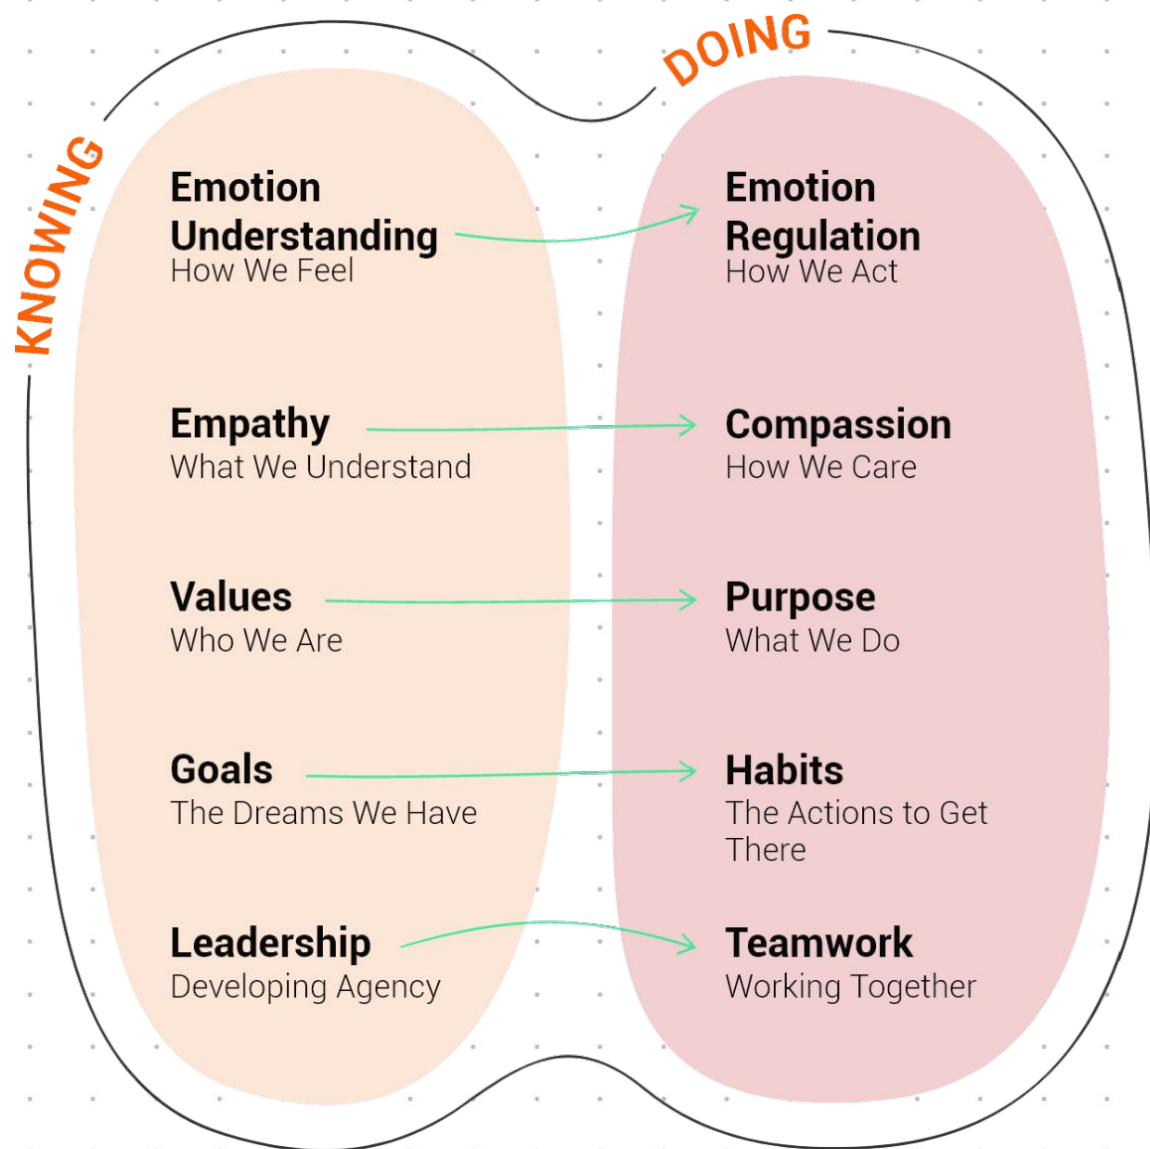 KNOWING
Emotion
Understanding
How We Feel
Empathy
What We Understand
Values
Who We Are
Goals
The Dreams We Have
Leadership
Developing Agency
DOING
Emotion
Regulation
How We Act
Compassion
How We Care
Purpose
What We Do
Habits
The Actions to Get
There
Teamwork
Working Together